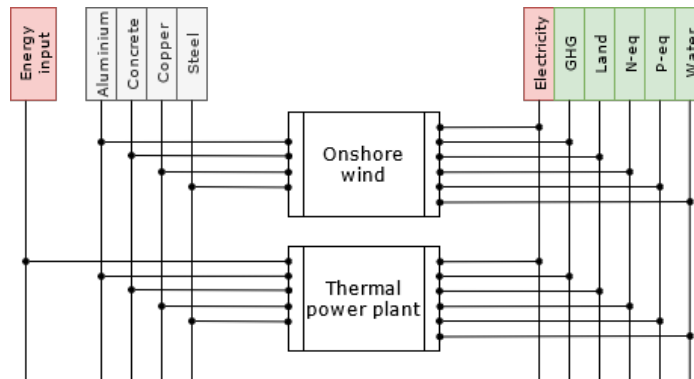 Energy
input
Aluminium
Concrete
Copper
Steel
Electricity
GHG
Land
N-eq
P-eq
Water
Onshore
wind
Thermal
power plant